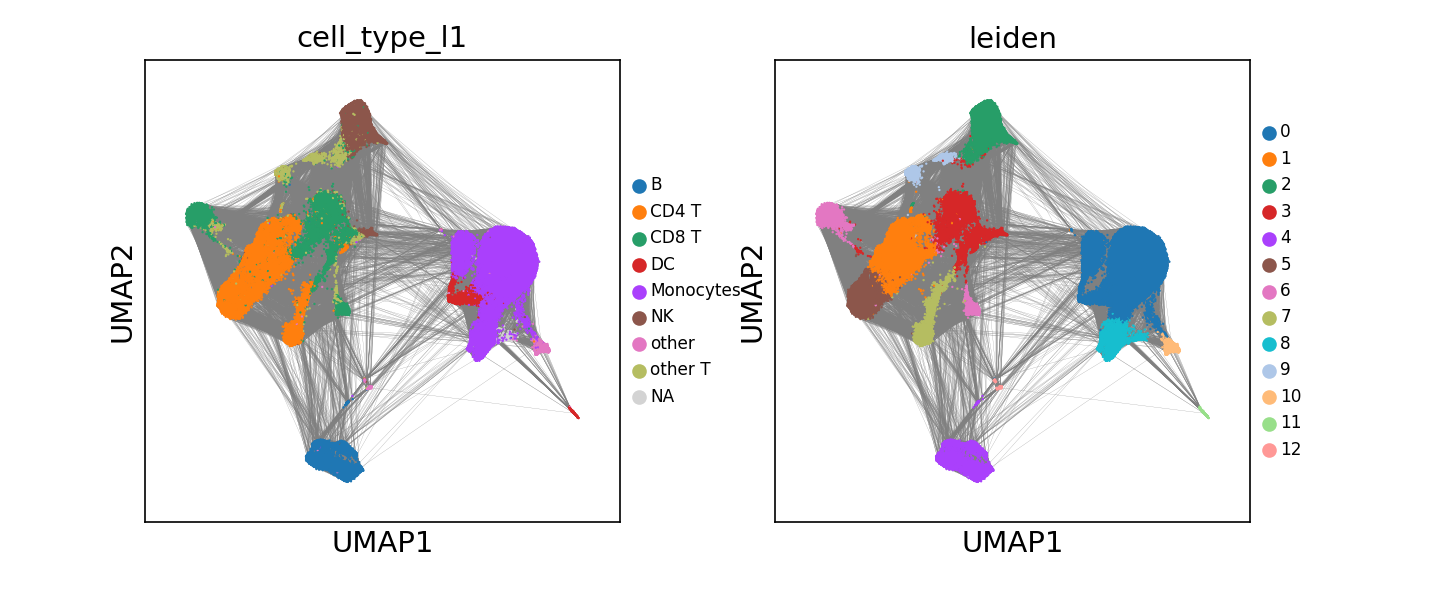 cell_type_l1
UMAP2
UMAP1
B
CD4 T
CD8 T
DC
Monocytes
NK
other
other T
NA
leiden
UMAP2
UMAP1
0
1
2
3
4
5
6
7
8
9
10
11
12